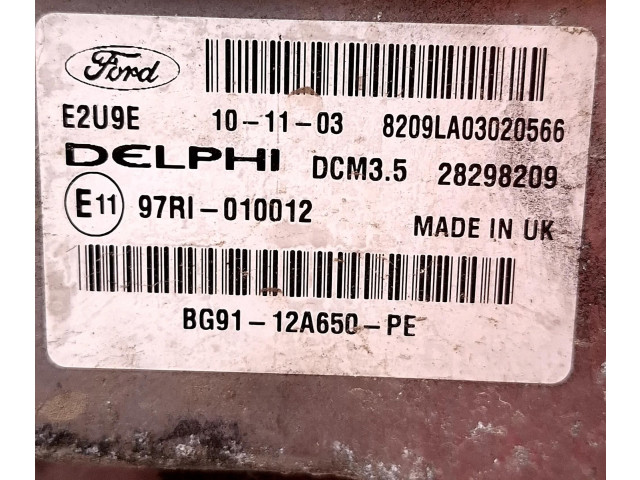 Ford
E2U9E 10-11-03 8209LA03020566
DELPHI DCM3.5 28298209
E11 97RI-010012 MADE IN UK
BG91-12A650-PE